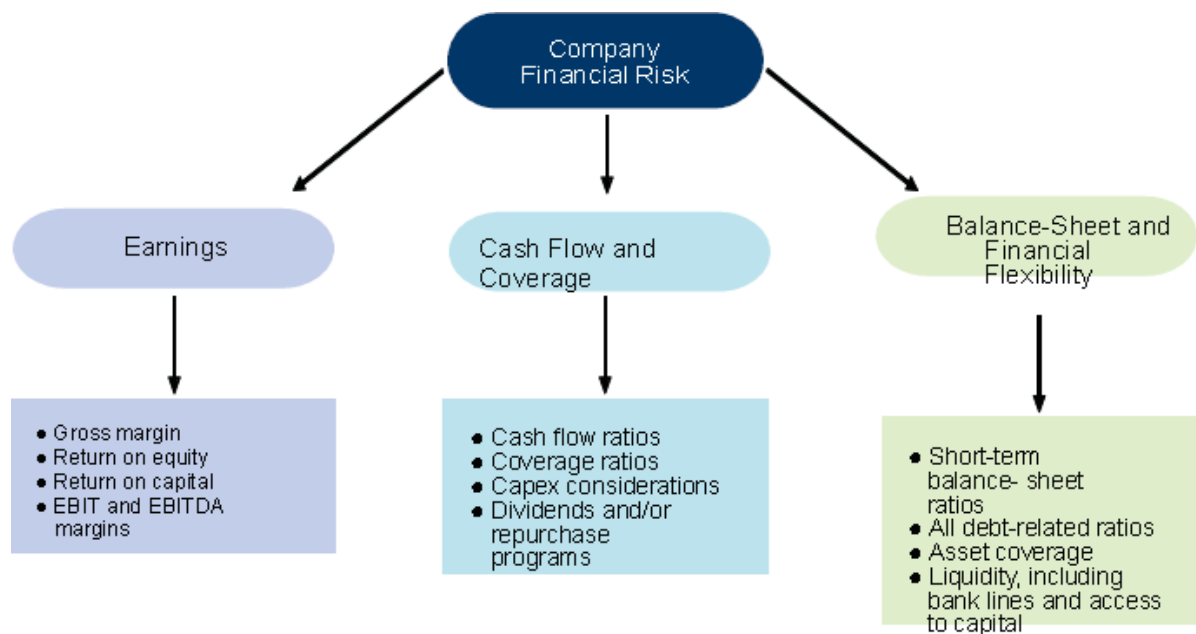 Company
Financial Risk
Earnings
Cash Flow and
Coverage
Balance-Sheet and
Financial
Flexibility
● Gross margin
● Return on equity
● Return on capital
● EBIT and EBITDA
margins
● Cash flow ratios
● Coverage ratios
● Capex considerations
● Dividends and/or
repurchase
programs
● Short-term
balance- sheet
ratios
● All debt-related ratios
● Asset coverage
● Liquidity, including
bank lines and access
to capital